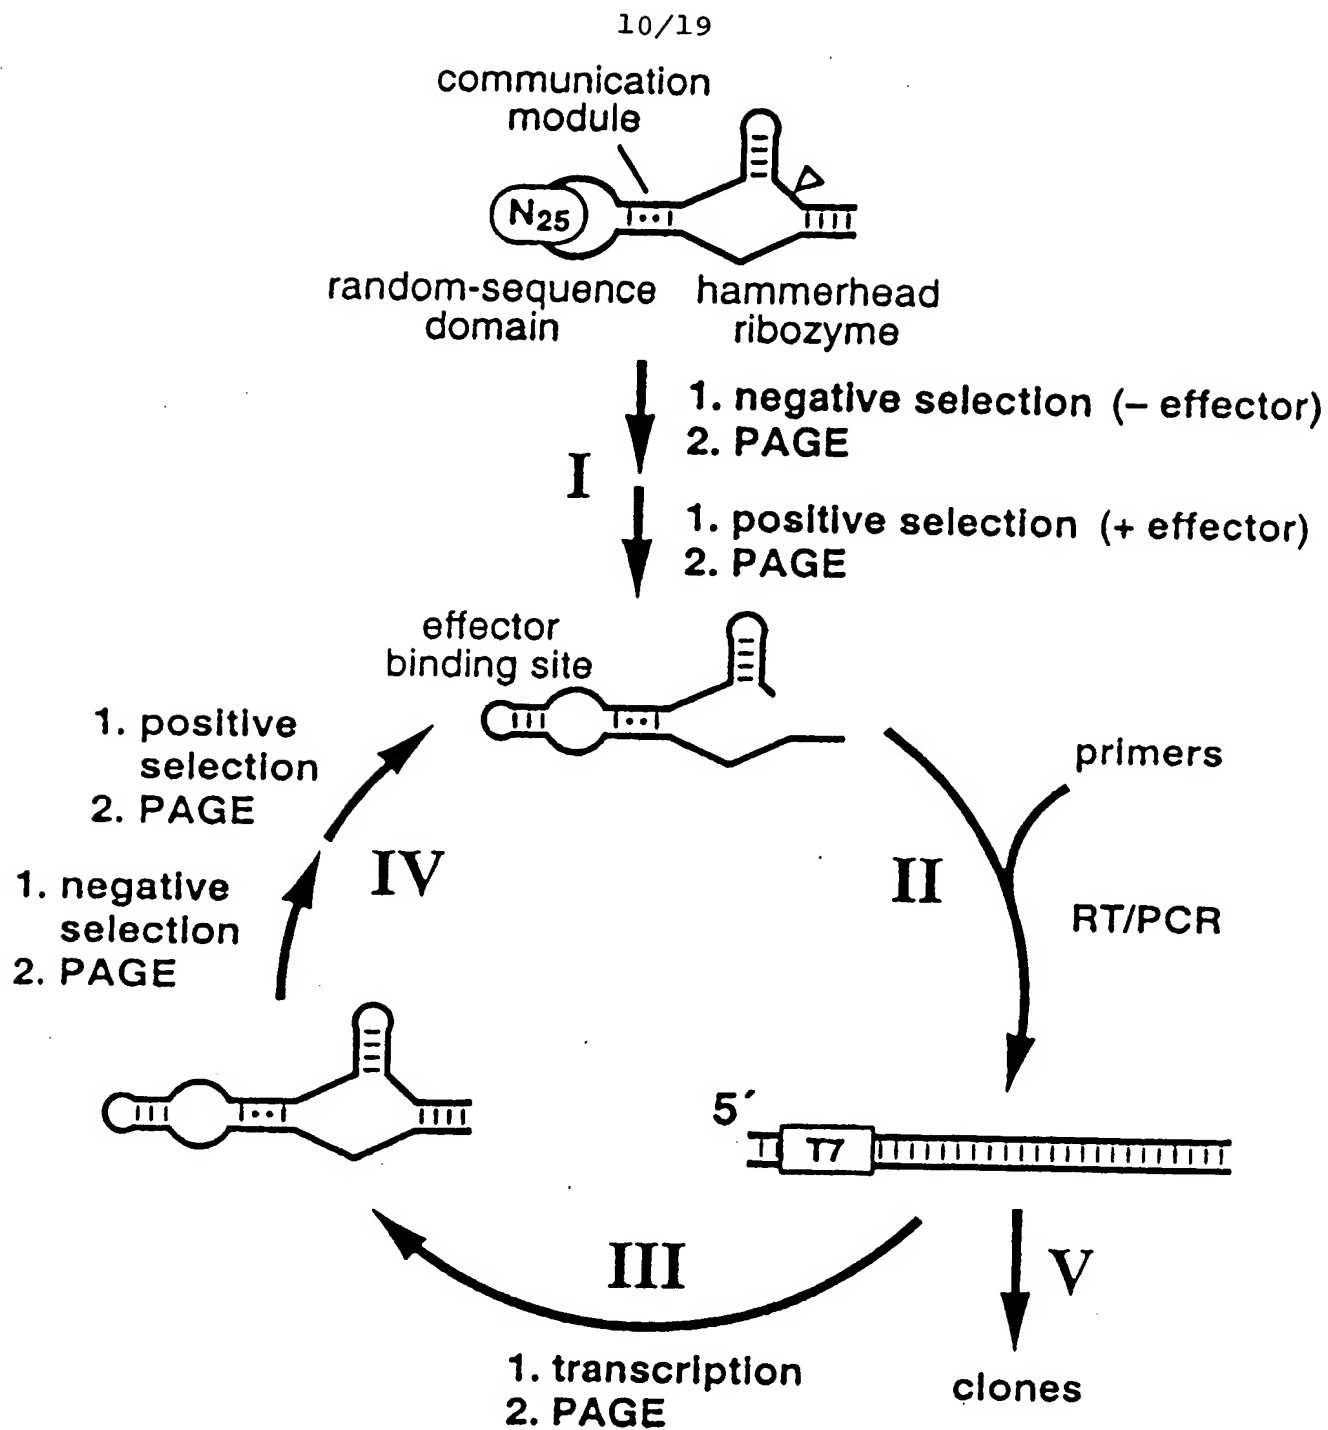 10/19
communication
module
N25
random-sequence
domain
hammerhead
ribozyme
I
1. negative selection (– effector)
2. PAGE
1. positive selection (+ effector)
2. PAGE
effector
binding site
1. positive
selection
2. PAGE
1. negative
selection
2. PAGE
IV
II
primers
RT/PCR
5´
T7
III
1. transcription
2. PAGE
V
clones